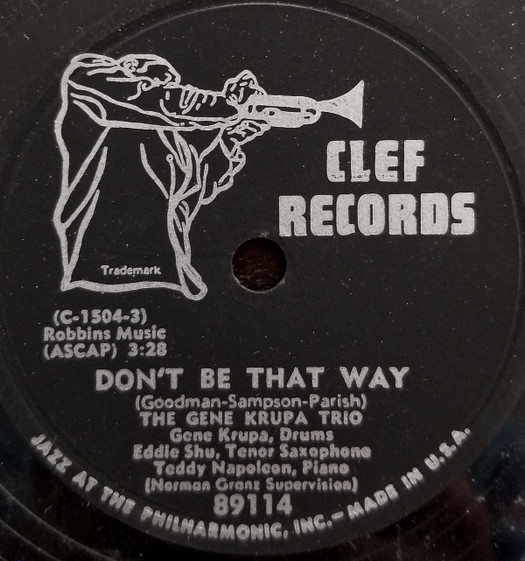 CLEF
RECORDS
Trademark
(C-1504-3)
Robbins Music
(ASCAP) 3:28
DON'T BE THAT WAY
(Goodman-Sampson-Parish)
THE GENE KRUPA TRIO
Gene Krupa, Drums
Eddie Shu, Tenor Saxophone
Teddy Napoleon, Piano
(Norman Granz Supervision)
89114
JAZZ AT THE PHILHARMONIC, INC.—MADE IN U.S.A.